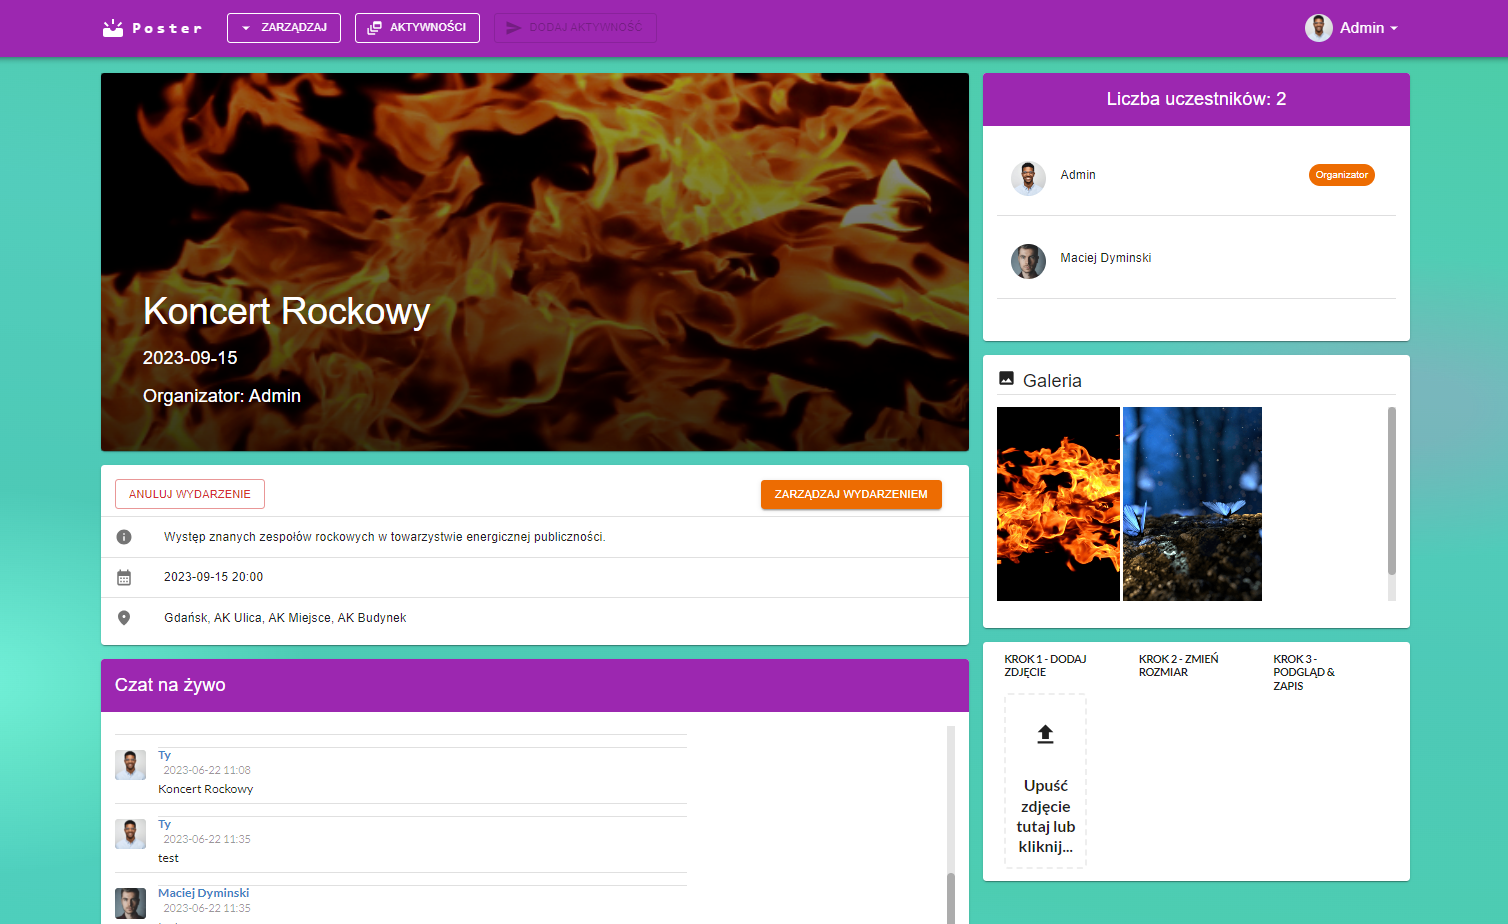 Poster
ZARZĄDZAJ
AKTYWNOŚCI
DODAJ AKTYWNOŚĆ
Admin
Koncert Rockowy
2023-09-15
Organizator: Admin
ANULUJ WYDARZENIE
ZARZĄDZAJ WYDARZENIEM
Występ znanych zespołów rockowych w towarzystwie energicznej publiczności.
2023-09-15 20:00
Gdańsk, AK Ulica, AK Miejsce, AK Budynek
Czat na żywo
Ty
2023-06-22 11:08
Koncert Rockowy
Ty
2023-06-22 11:35
test
Maciej Dyminski
2023-06-22 11:35
Liczba uczestników: 2
Admin
Organizator
Maciej Dyminski
Galeria
KROK 1 - DODAJ
ZDJĘCIE
KROK 2 - ZMIEŃ
ROZMIAR
KROK 3 -
PODGLĄD &
ZAPIS
Upuść
zdjęcie
tutaj lub
kliknij...